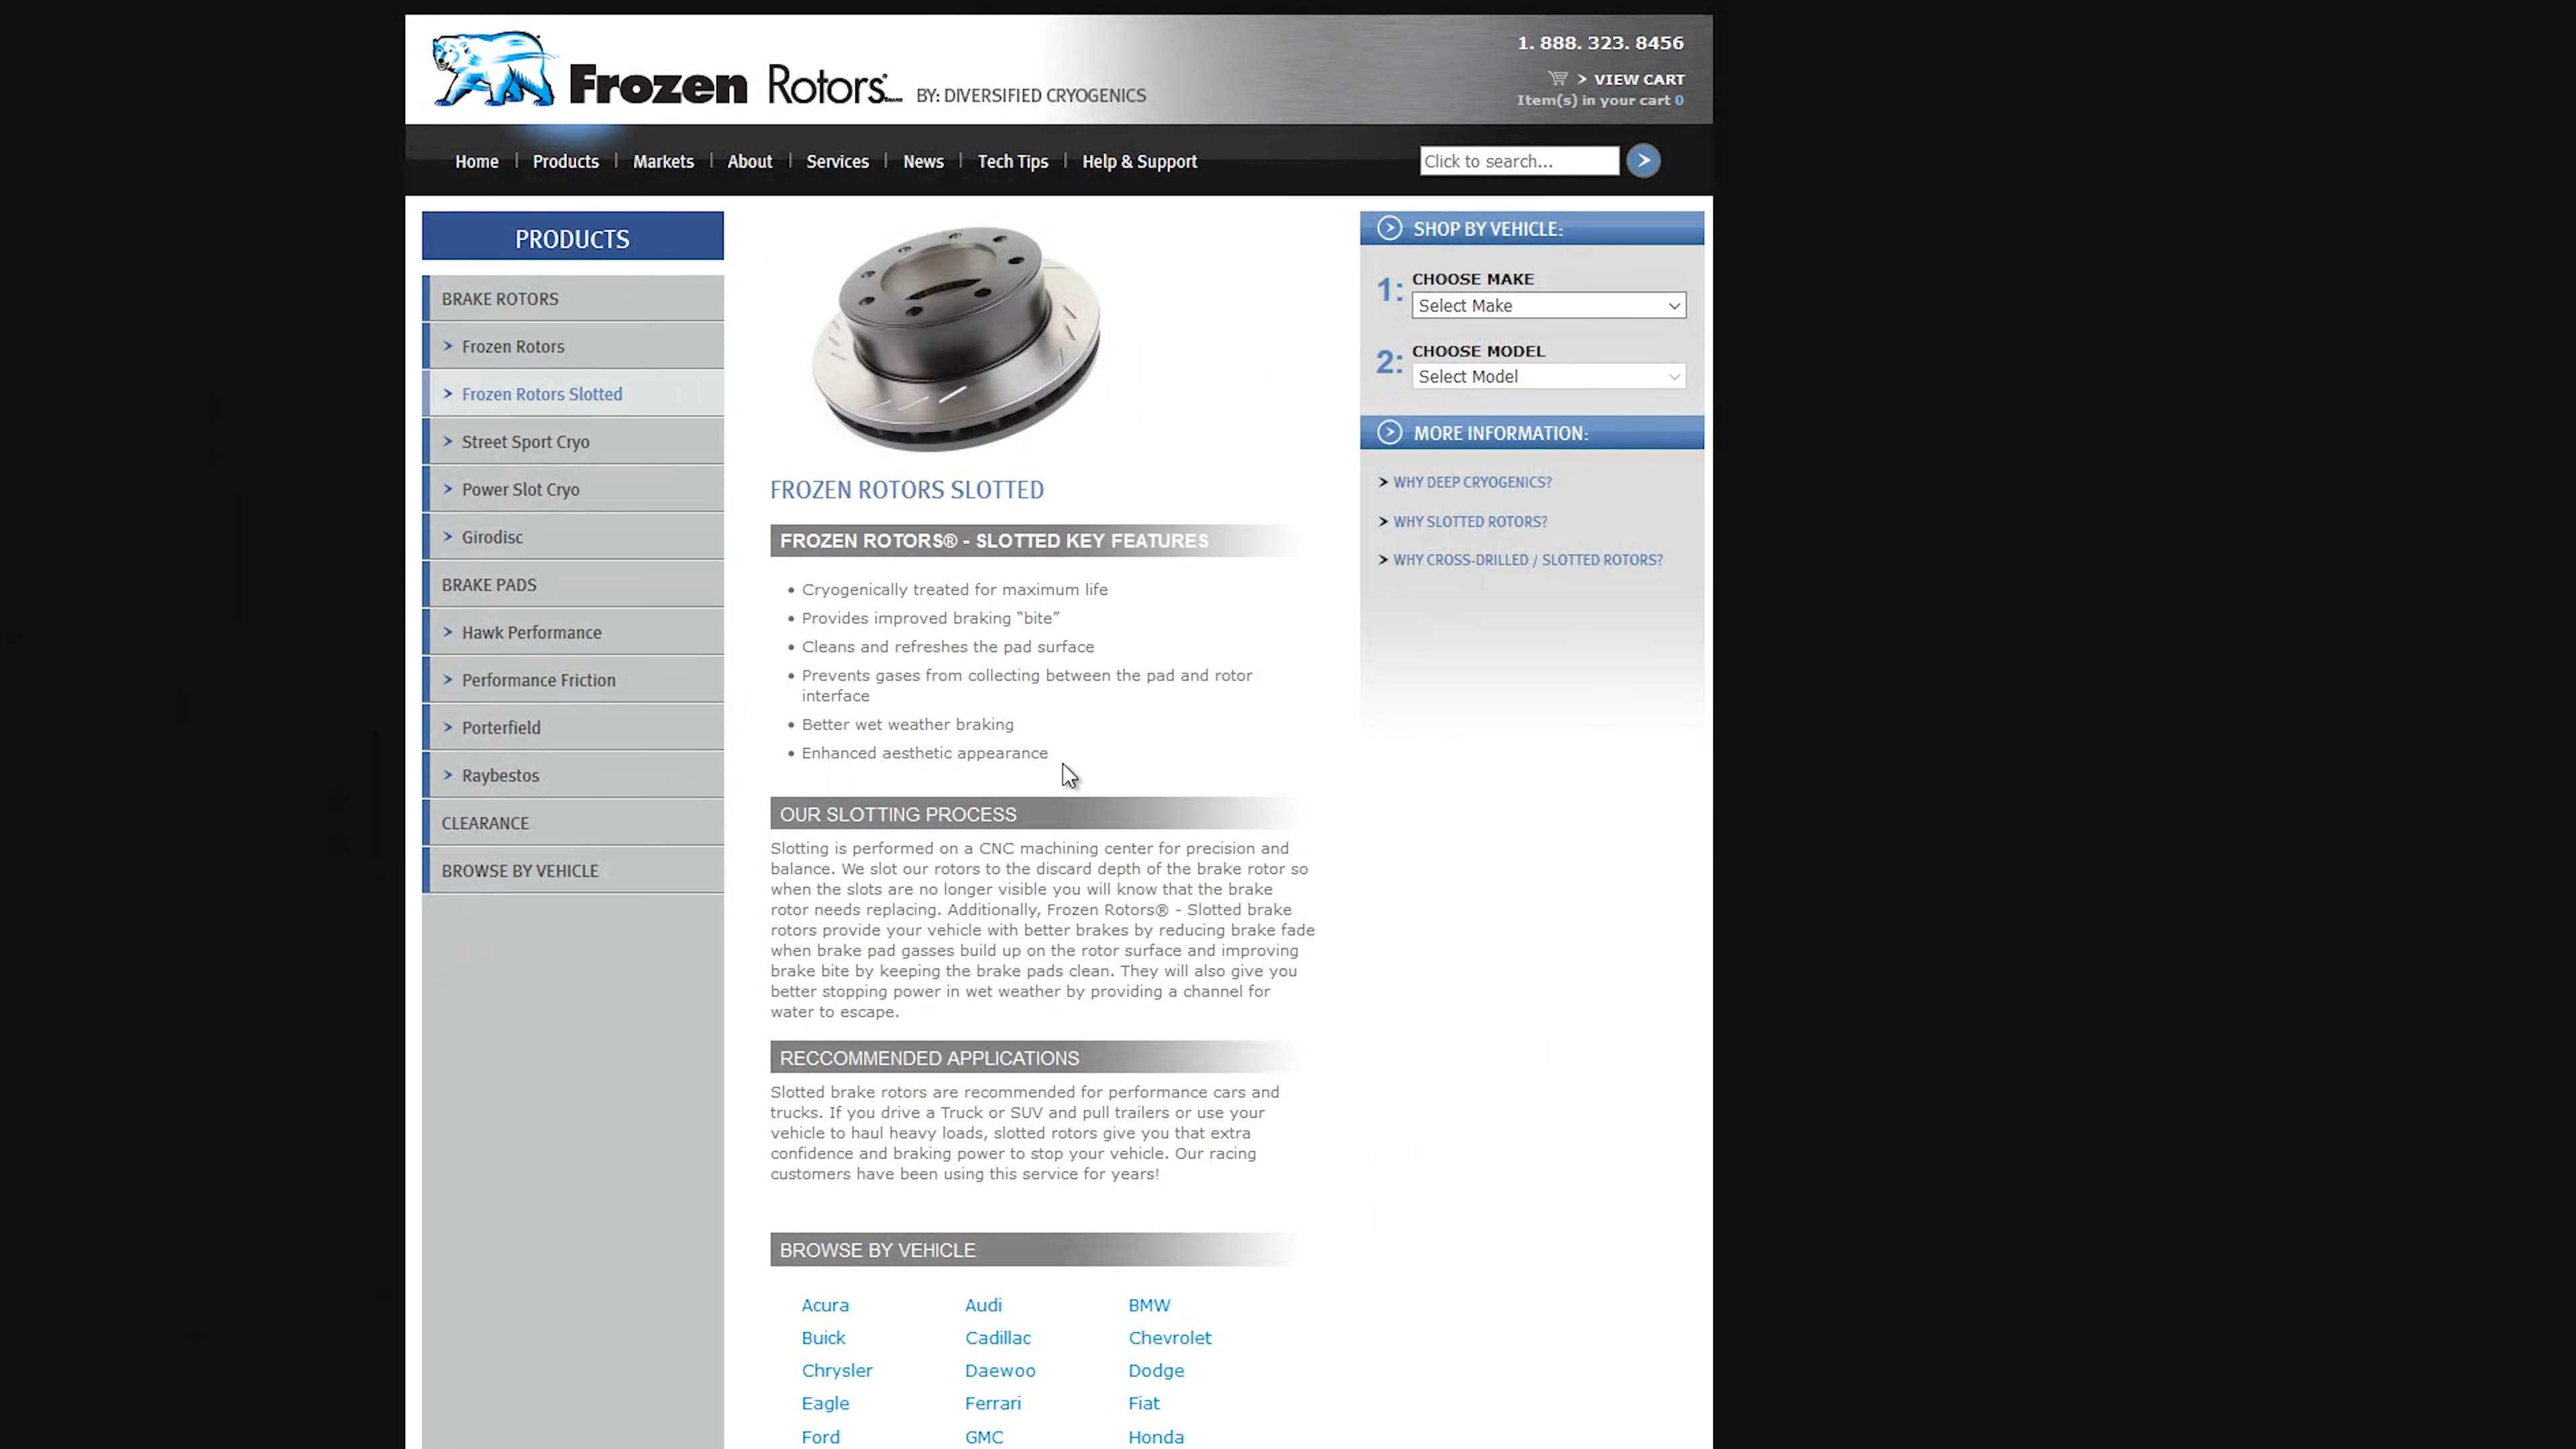 Frozen Rotors BY: DIVERSIFIED CRYOGENICS
1. 888. 323. 8456
> VIEW CART
Item(s) in your cart 0
Home | Products | Markets | About | Services | News | Tech Tips | Help & Support
Click to search...
PRODUCTS
BRAKE ROTORS
> Frozen Rotors
> Frozen Rotors Slotted
> Street Sport Cryo
> Power Slot Cryo
> Girodisc
BRAKE PADS
> Hawk Performance
> Performance Friction
> Porterfield
> Raybestos
CLEARANCE
BROWSE BY VEHICLE
FROZEN ROTORS SLOTTED
FROZEN ROTORS® - SLOTTED KEY FEATURES
• Cryogenically treated for maximum life
• Provides improved braking “bite”
• Cleans and refreshes the pad surface
• Prevents gases from collecting between the pad and rotor
interface
• Better wet weather braking
• Enhanced aesthetic appearance
OUR SLOTTING PROCESS
Slotting is performed on a CNC machining center for precision and
balance. We slot our rotors to the discard depth of the brake rotor so
when the slots are no longer visible you will know that the brake
rotor needs replacing. Additionally, Frozen Rotors® - Slotted brake
rotors provide your vehicle with better brakes by reducing brake fade
when brake pad gasses build up on the rotor surface and improving
brake bite by keeping the brake pads clean. They will also give you
better stopping power in wet weather by providing a channel for
water to escape.
RECCOMMENDED APPLICATIONS
Slotted brake rotors are recommended for performance cars and
trucks. If you drive a Truck or SUV and pull trailers or use your
vehicle to haul heavy loads, slotted rotors give you that extra
confidence and braking power to stop your vehicle. Our racing
customers have been using this service for years!
BROWSE BY VEHICLE
Acura Audi BMW
Buick Cadillac Chevrolet
Chrysler Daewoo Dodge
Eagle Ferrari Fiat
Ford GMC Honda
SHOP BY VEHICLE:
1: CHOOSE MAKE
Select Make
2: CHOOSE MODEL
Select Model
MORE INFORMATION:
> WHY DEEP CRYOGENICS?
> WHY SLOTTED ROTORS?
> WHY CROSS-DRILLED / SLOTTED ROTORS?